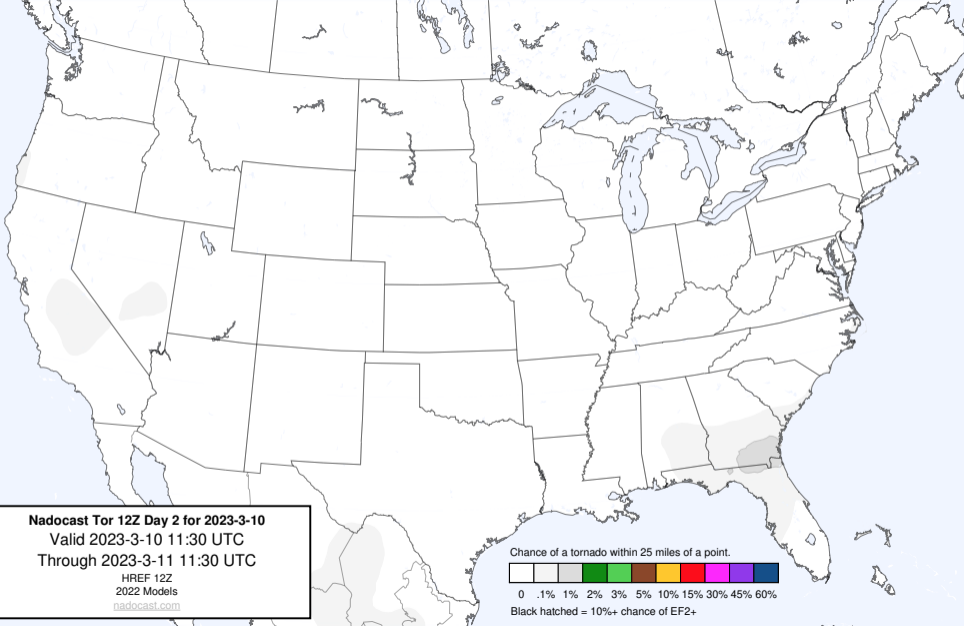 Nadocast Tor 12Z Day 2 for 2023-3-10
Valid 2023-3-10 11:30 UTC
Through 2023-3-11 11:30 UTC
HREF 12Z
2022 Models
nadocast.com
Chance of a tornado within 25 miles of a point.
0 .1% 1% 2% 3% 5% 10% 15% 30% 45% 60%
Black hatched = 10%+ chance of EF2+